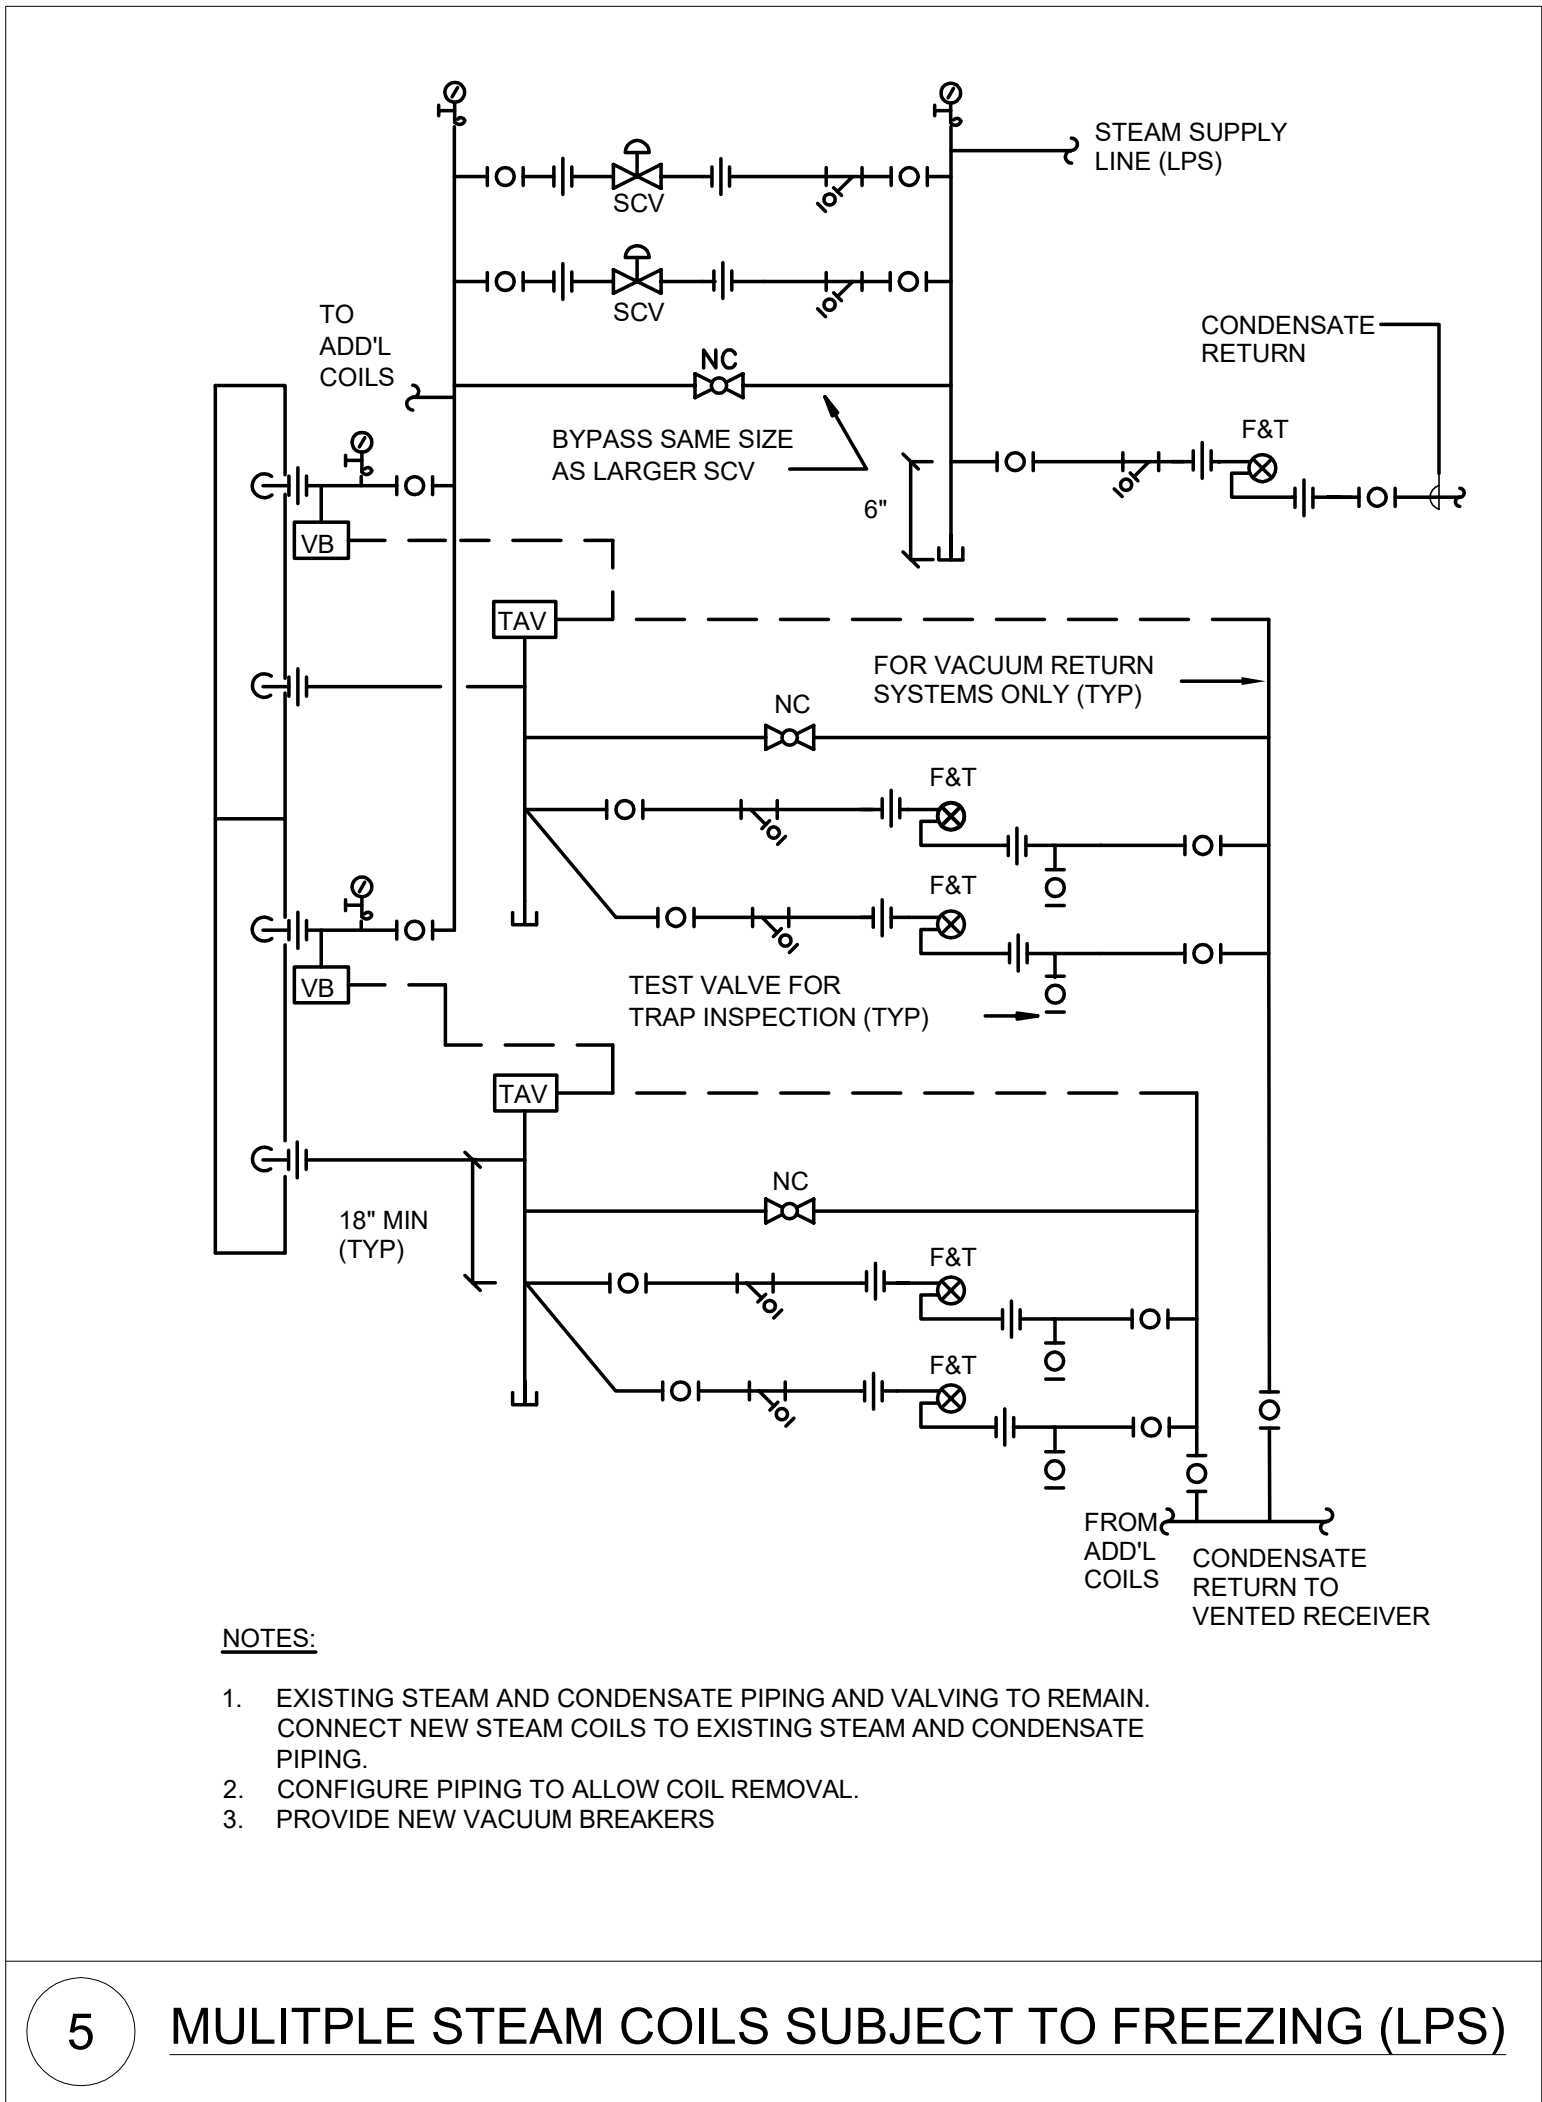 STEAM SUPPLY
LINE (LPS)
SCV
SCV
TO
ADD'L
COILS
CONDENSATE
RETURN
NC
BYPASS SAME SIZE
AS LARGER SCV
F&T
6"
VB
TAV
FOR VACUUM RETURN
SYSTEMS ONLY (TYP)
NC
F&T
F&T
VB
TEST VALVE FOR
TRAP INSPECTION (TYP)
TAV
NC
18" MIN
(TYP)
F&T
F&T
FROM
ADD'L
COILS
CONDENSATE
RETURN TO
VENTED RECEIVER
NOTES:
1. EXISTING STEAM AND CONDENSATE PIPING AND VALVING TO REMAIN.
CONNECT NEW STEAM COILS TO EXISTING STEAM AND CONDENSATE
PIPING.
2. CONFIGURE PIPING TO ALLOW COIL REMOVAL.
3. PROVIDE NEW VACUUM BREAKERS
5 MULITPLE STEAM COILS SUBJECT TO FREEZING (LPS)